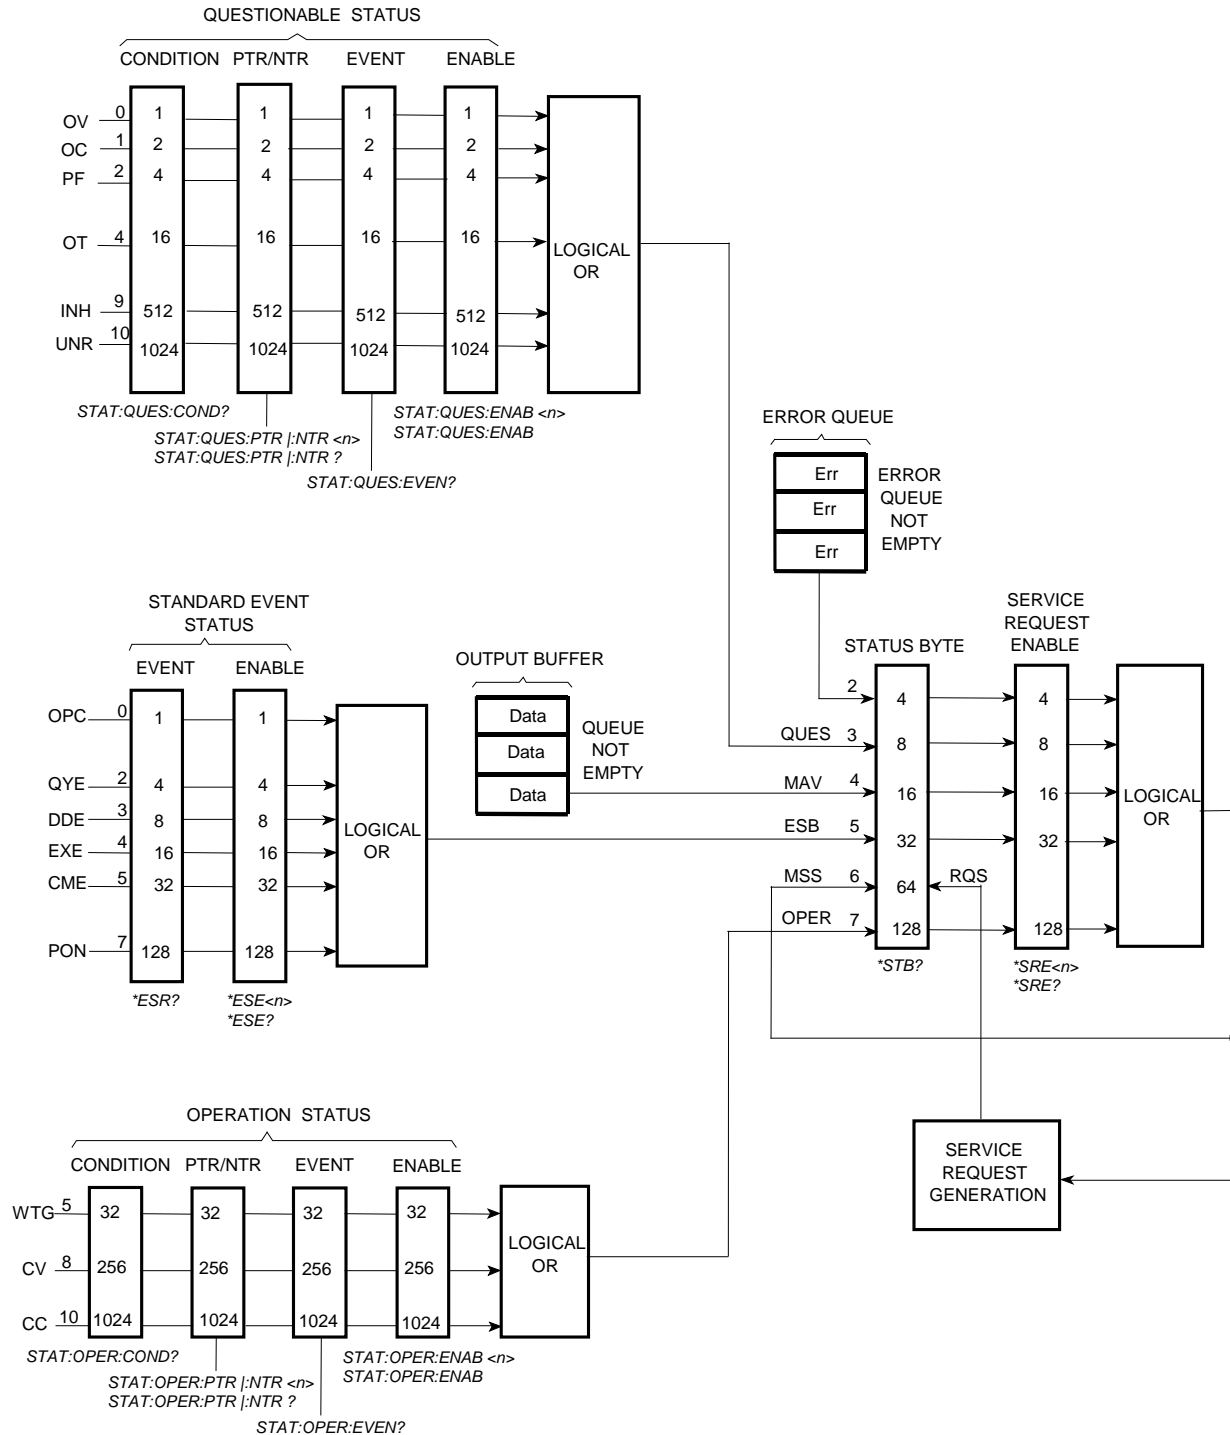 QUESTIONABLE STATUS
CONDITION PTR/NTR EVENT ENABLE
OV 0 1 1 1 1
OC 1 2 2 2 2
PF 2 4 4 4 4
OT 4 16 16 16 16
LOGICAL
OR
INH 9 512 512 512 512
UNR 10 1024 1024 1024 1024
STAT:QUES:COND?
STAT:QUES:PTR |:NTR <n>
STAT:QUES:PTR |:NTR ?
STAT:QUES:EVEN?
STAT:QUES:ENAB <n>
STAT:QUES:ENAB
ERROR QUEUE
Err
Err
Err
ERROR
QUEUE
NOT
EMPTY
STANDARD EVENT
STATUS
EVENT ENABLE
OPC 0 1 1
QYE 2 4 4
DDE 3 8 8
EXE 4 16 16
CME 5 32 32
PON 7 128 128
LOGICAL
OR
*ESR?
*ESE<n>
*ESE?
OUTPUT BUFFER
Data
Data
Data
QUEUE
NOT
EMPTY
STATUS BYTE
SERVICE
REQUEST
ENABLE
2 4 4
QUES 3 8 8
MAV 4 16 16
ESB 5 32 32
MSS 6 64 RQS
OPER 7 128 128
LOGICAL
OR
*STB?
*SRE<n>
*SRE?
SERVICE
REQUEST
GENERATION
OPERATION STATUS
CONDITION PTR/NTR EVENT ENABLE
WTG 5 32 32 32 32
CV 8 256 256 256 256
CC 10 1024 1024 1024 1024
LOGICAL
OR
STAT:OPER:COND?
STAT:OPER:PTR |:NTR <n>
STAT:OPER:PTR |:NTR ?
STAT:OPER:EVEN?
STAT:OPER:ENAB <n>
STAT:OPER:ENAB